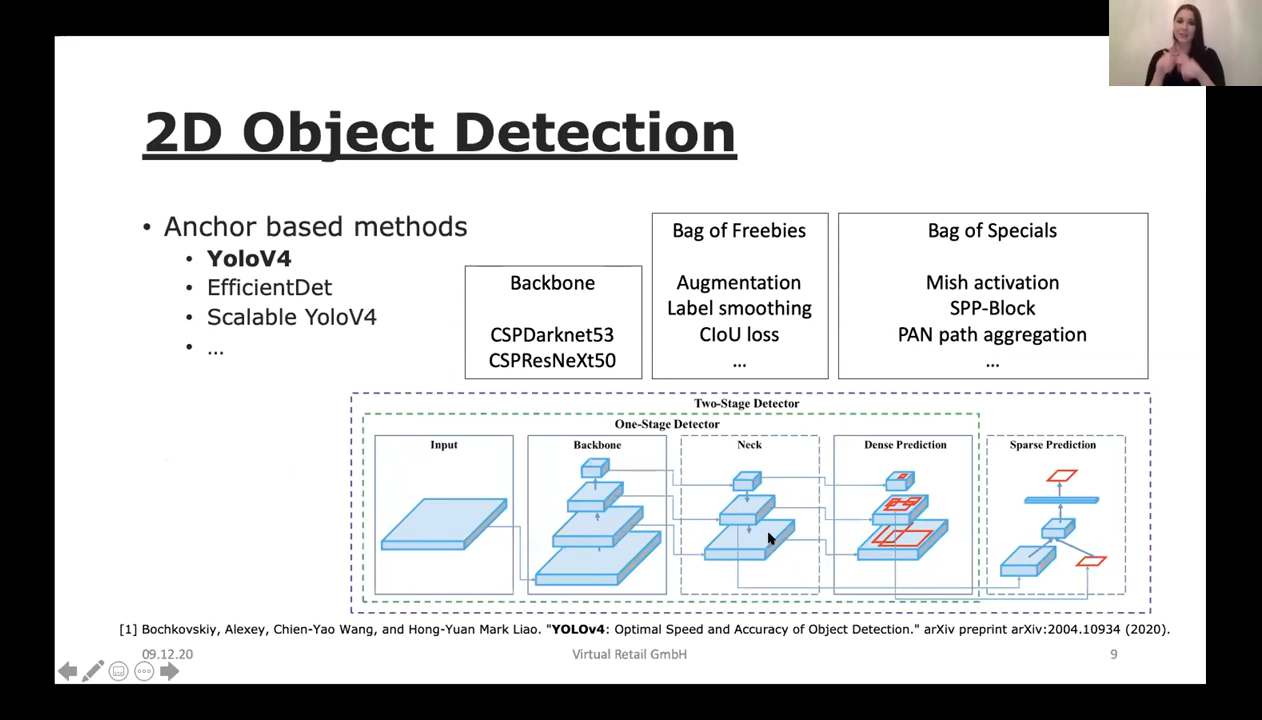 2D Object Detection
• Anchor based methods
• YoloV4
• EfficientDet
• Scalable YoloV4
• ...
Backbone
CSPDarknet53
CSPResNeXt50
Bag of Freebies
Augmentation
Label smoothing
CIoU loss
...
Bag of Specials
Mish activation
SPP-Block
PAN path aggregation
...
Two-Stage Detector
One-Stage Detector
Input
Backbone
Neck
Dense Prediction
Sparse Prediction
[1] Bochkovskiy, Alexey, Chien-Yao Wang, and Hong-Yuan Mark Liao. "YOLOv4: Optimal Speed and Accuracy of Object Detection." arXiv preprint arXiv:2004.10934 (2020).
09.12.20
Virtual Retail GmbH
9